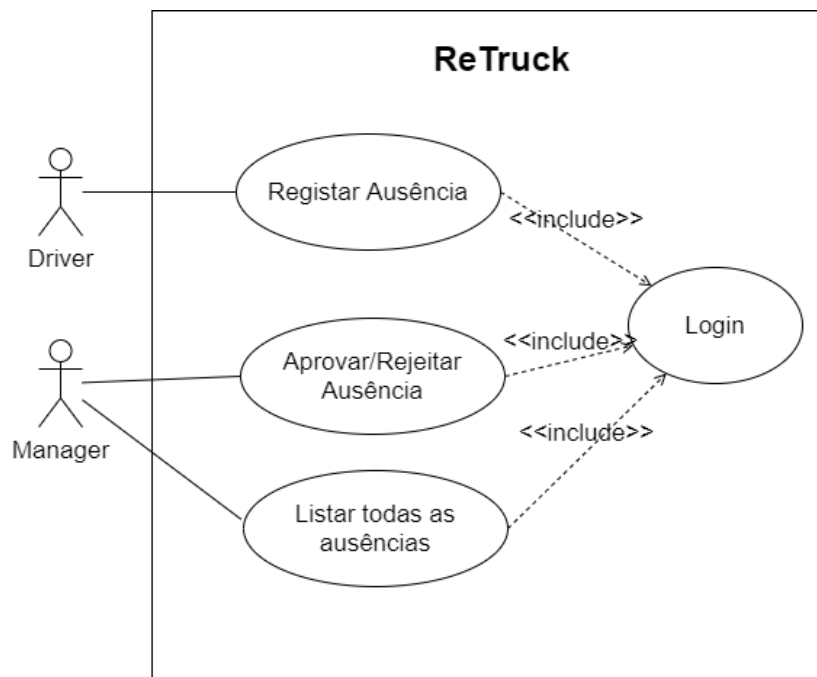 ReTruck
Registar Ausência
<<include>>
Driver
Login
Aprovar/Rejeitar
Ausência
<<include>>
Manager
<<include>>
Listar todas as
ausências